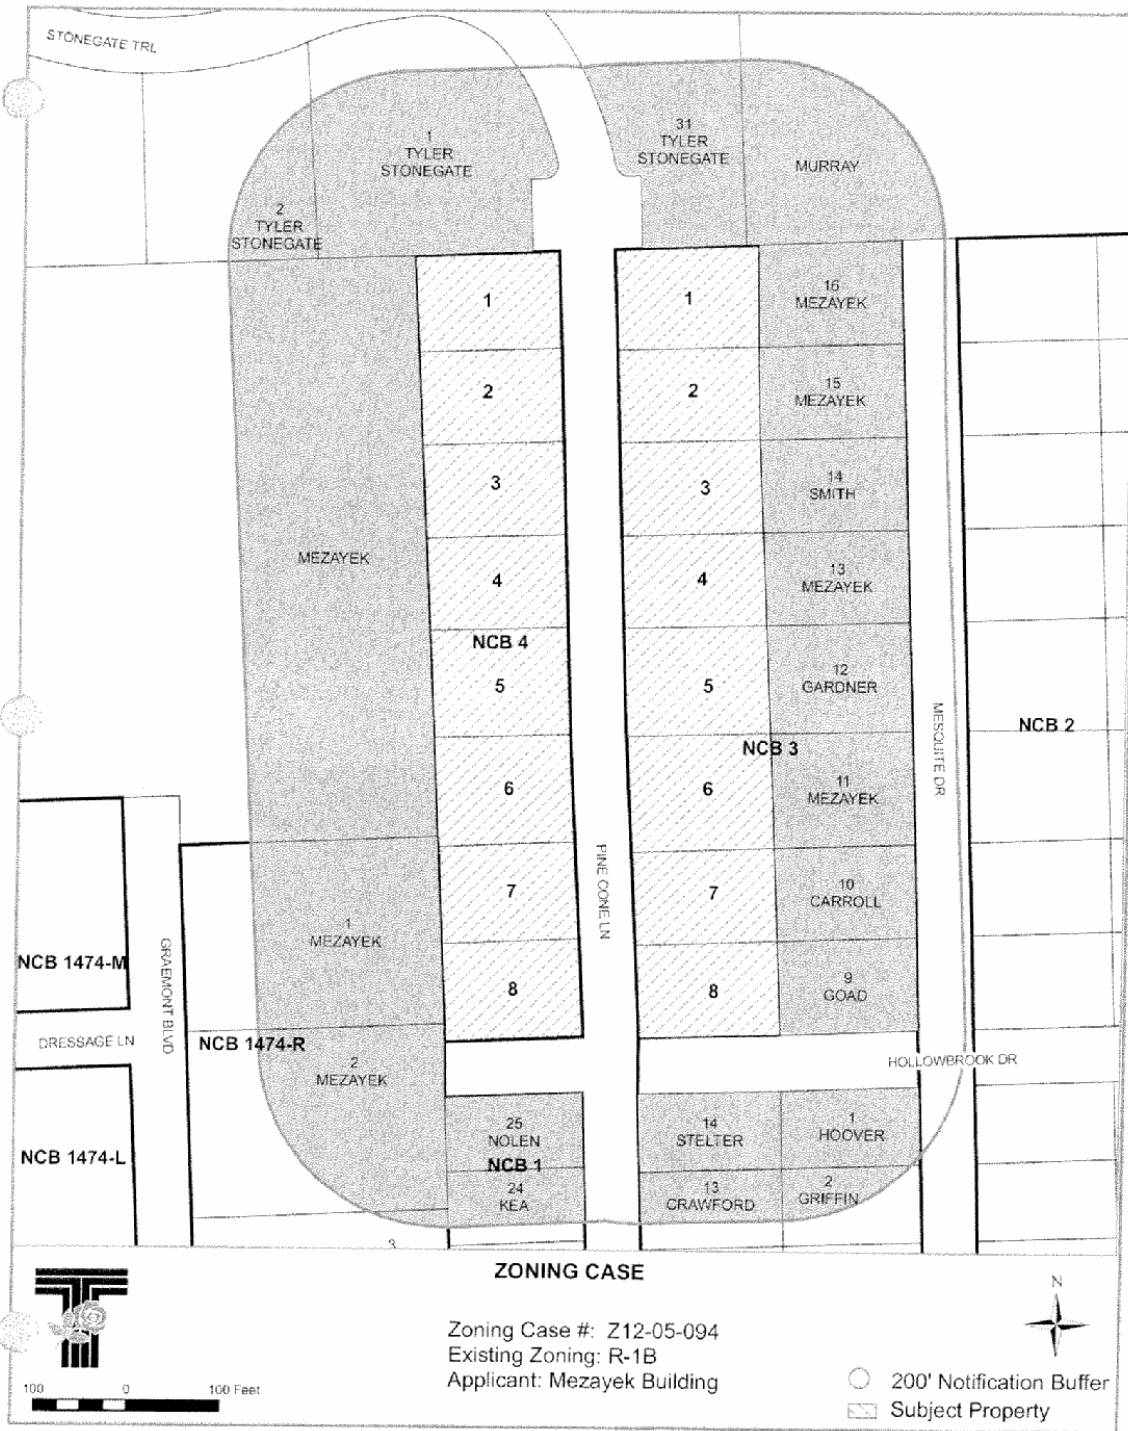 STONEGATE TRL
1
TYLER
STONEGATE
31
TYLER
STONEGATE
MURRAY
2
TYLER
STONEGATE
1
1
16
MEZAYEK
2
2
15
MEZAYEK
3
3
14
SMITH
MEZAYEK
4
4
13
MEZAYEK
NCB 4
5
5
12
GARDNER
MESQUITE DR
NCB 2
NCB 3
6
6
11
MEZAYEK
PINE CONE LN
7
7
10
CARROLL
1
MEZAYEK
NCB 1474-M
GRAEMONT BLVD
8
8
9
GOAD
DRESSAGE LN
NCB 1474-R
2
MEZAYEK
HOLLOWBROOK DR
25
NOLEN
14
STELTER
1
HOOVER
NCB 1474-L
NCB 1
24
KEA
13
CRAWFORD
2
GRIFFIN
3
ZONING CASE
N
Zoning Case #: Z12-05-094
Existing Zoning: R-1B
Applicant: Mezayek Building
100 0 100 Feet
200' Notification Buffer
Subject Property